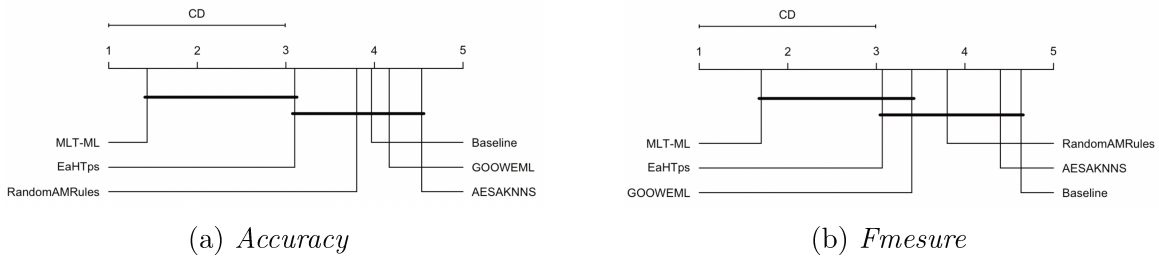 CD
1 2 3 4 5
MLT-ML Baseline
EaHTps GOOWEML
RandomAMRules AESAKNNS
(a) Accuracy
CD
1 2 3 4 5
MLT-ML RandomAMRules
EaHTps AESAKNNS
GOOWEML Baseline
(b) Fmesure